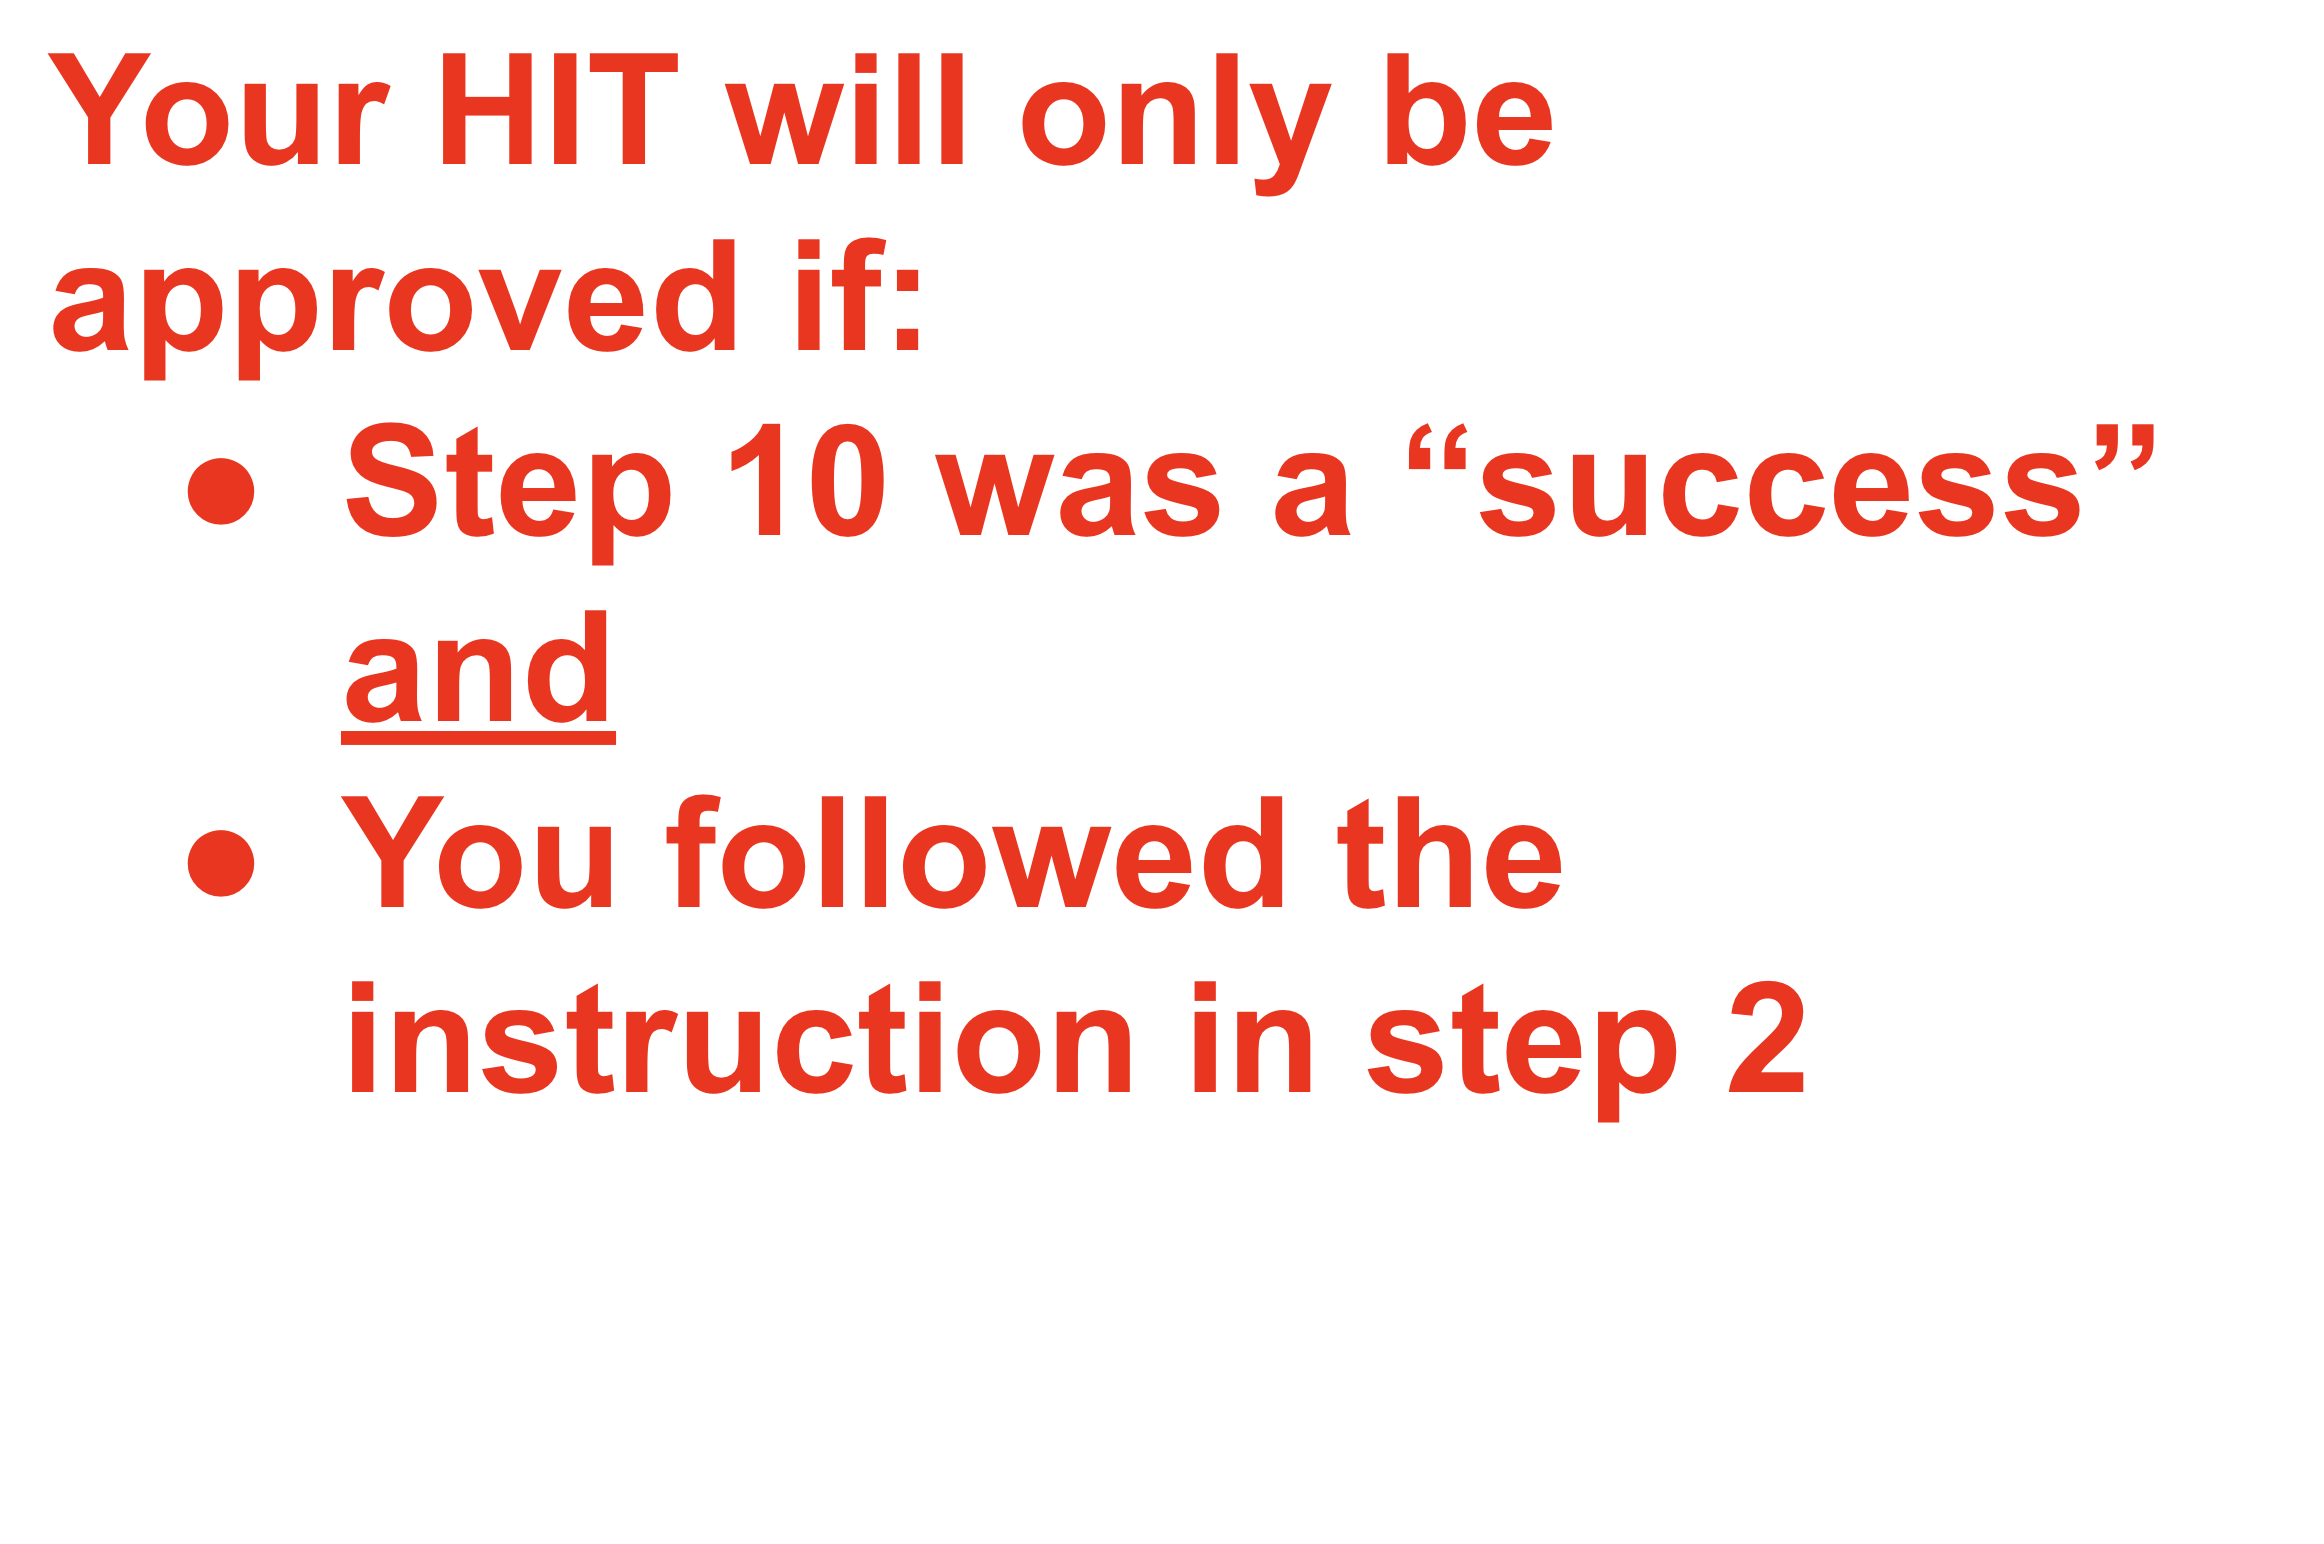 Your HIT will only be
approved if:
● Step 10 was a “success”
and
● You followed the
instruction in step 2